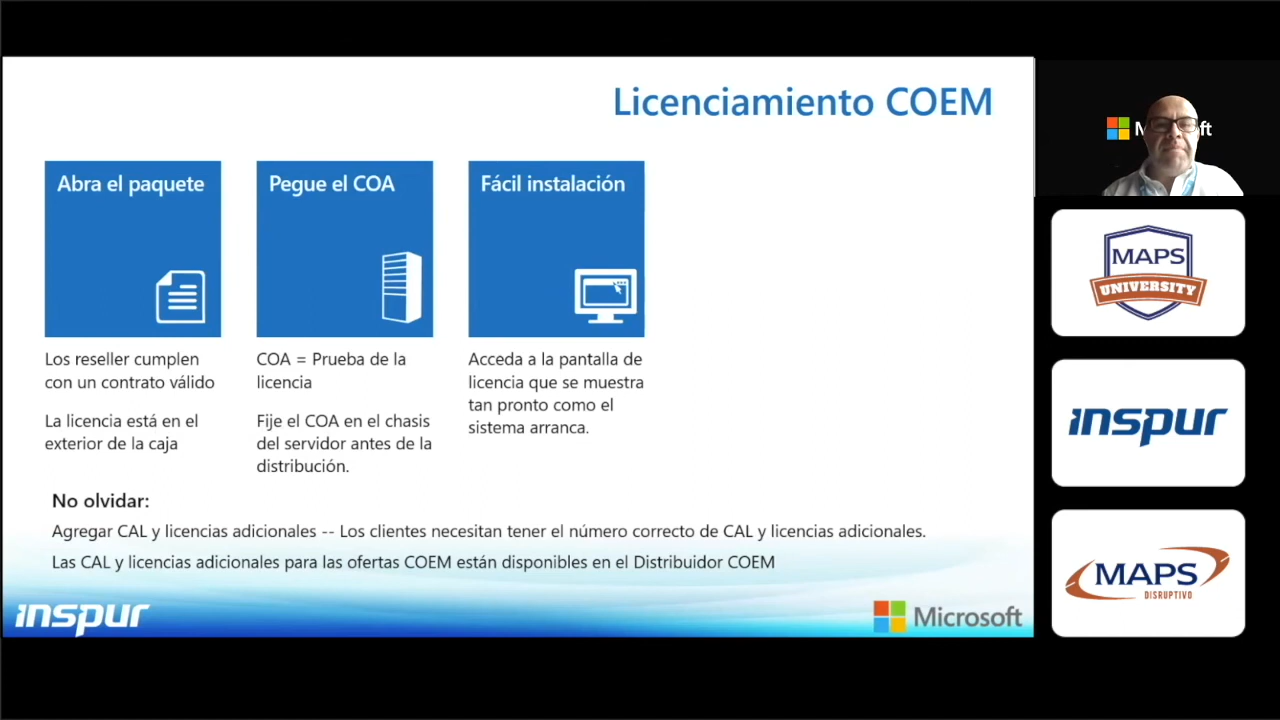 Licenciamiento COEM
Abra el paquete
Los reseller cumplen
con un contrato válido
La licencia está en el
exterior de la caja
Pegue el COA
COA = Prueba de la
licencia
Fije el COA en el chasis
del servidor antes de la
distribución.
Fácil instalación
Acceda a la pantalla de
licencia que se muestra
tan pronto como el
sistema arranca.
No olvidar:
Agregar CAL y licencias adicionales -- Los clientes necesitan tener el número correcto de CAL y licencias adicionales.
Las CAL y licencias adicionales para las ofertas COEM están disponibles en el Distribuidor COEM
inspur
Microsoft
MAPS
UNIVERSITY
inspur
MAPS
DISRUPTIVO